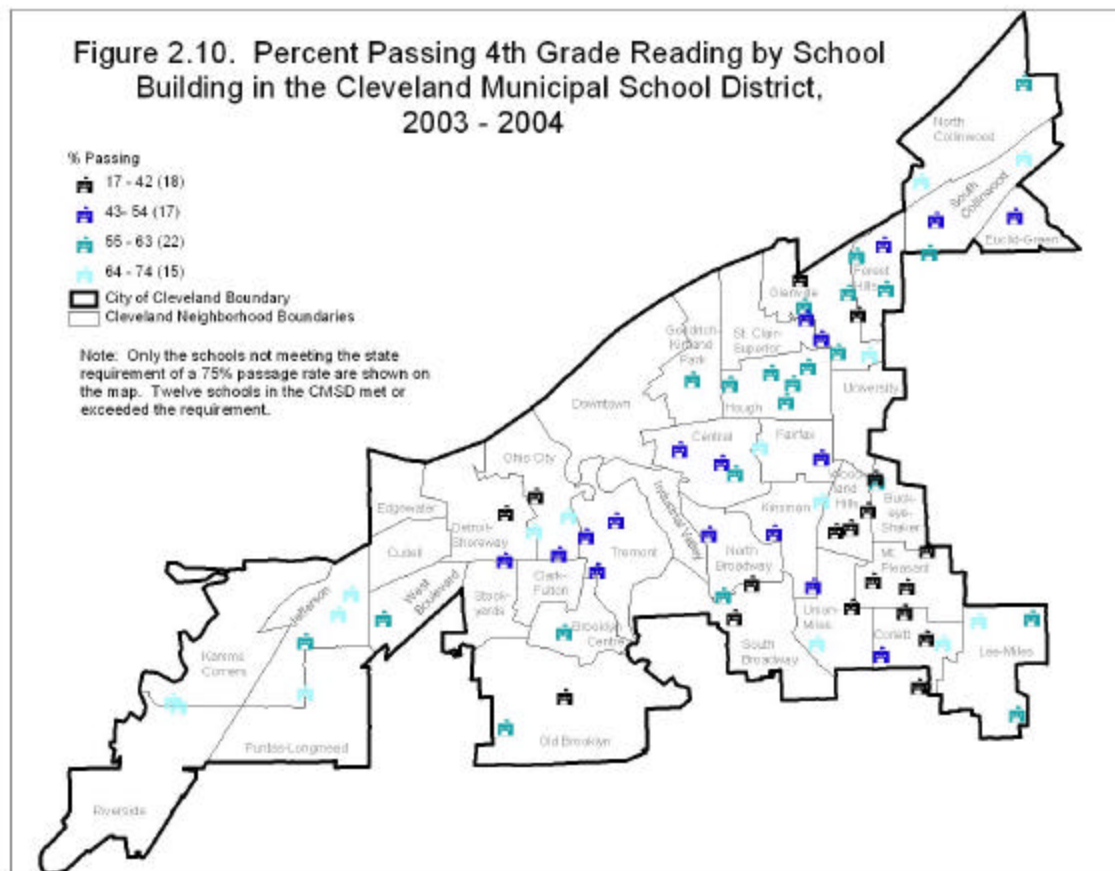 Figure 2.10. Percent Passing 4th Grade Reading by School
Building in the Cleveland Municipal School District,
2003 - 2004
% Passing
17 - 42 (18)
43- 54 (17)
55 - 63 (22)
64 - 74 (15)
City of Cleveland Boundary
Cleveland Neighborhood Boundaries
Note: Only the schools not meeting the state
requirement of a 75% passage rate are shown on
the map. Twelve schools in the CMSD met or
exceeded the requirement.
North
Collinwood
South
Collinwood
Euclid-Green
Forest
Hills
Glenville
St. Clair-
Superior
Goodrich-
Kirtland
Park
University
Downtown
Hough
Central
Fairfax
Ohio City
Wood-
land
Hills
Buck-
eye-
Shaker
Edgewater
Detroit-
Shoreway
Industrial Valley
Kinsman
Cudell
Tremont
North
Broadway
Mt.
Pleasant
West
Boulevard
Clark-
Fulton
Stock-
yards
Jefferson
Union-
Miles
Brooklyn
Centre
Corlett
South
Broadway
Lee-Miles
Kamms
Corners
Puritas-Longmead
Old Brooklyn
Riverside